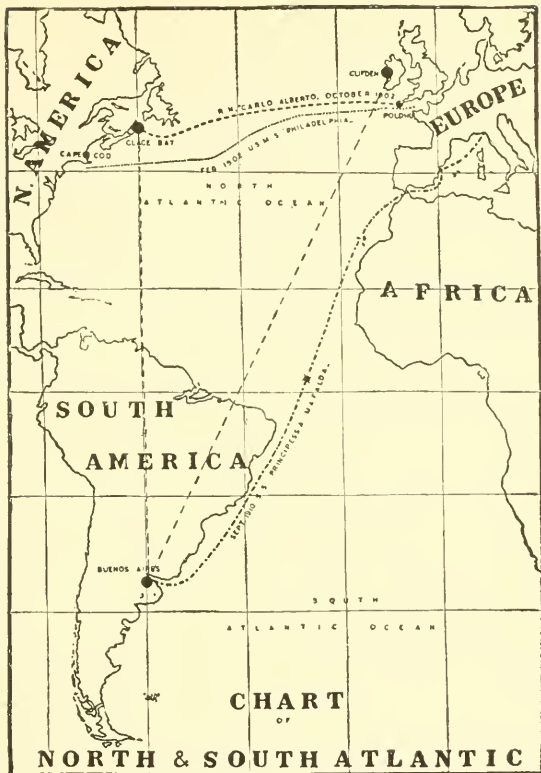 N. AMERICA
CLIFDEN
R.N. "CARLO ALBERTO, OCTOBER 1902
POLDHU
EUROPE
GLACE BAY
CAPE COD
FEB 1902 U.S.M.S. "PHILADELPHIA„
NORTH
ATLANTIC OCEAN
AFRICA
SOUTH
AMERICA
SEPT. 1910 S.S. PRINCIPESSA MAFALDA.
BUENOS AIRES
SOUTH
ATLANTIC OCEAN
CHART
OF
NORTH & SOUTH ATLANTIC